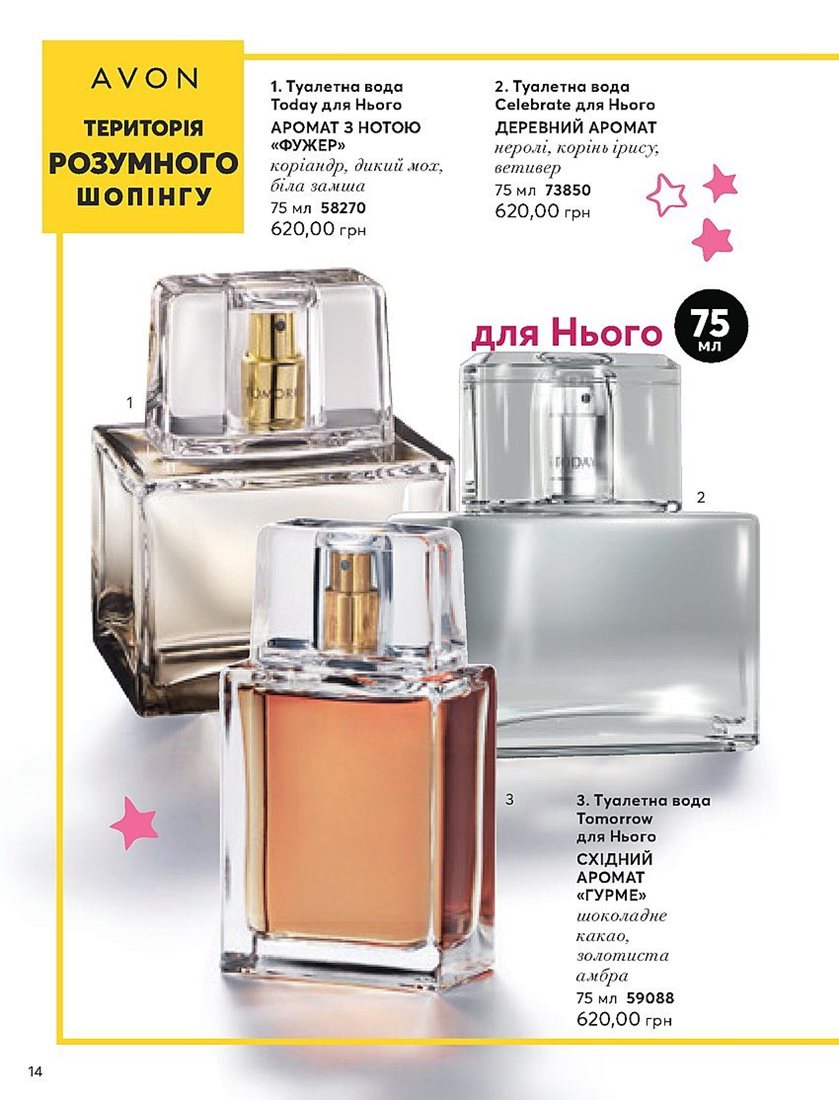 AVON
ТЕРИТОРІЯ
РОЗУМНОГО
ШОПІНГУ
1. Туалетна вода
Today для Нього
АРОМАТ З НОТОЮ
«ФУЖЕР»
коріандр, дикий мох,
біла замша
75 мл 58270
620,00 грн
2. Туалетна вода
Celebrate для Нього
ДЕРЕВНИЙ АРОМАТ
неролі, корінь ірису,
ветивер
75 мл 73850
620,00 грн
для Нього
75
мл
1
TOMORR
TODAY
2
3
3. Туалетна вода
Tomorrow
для Нього
СХІДНИЙ
АРОМАТ
«ГУРМЕ»
шоколадне
какао,
золотиста
амбра
75 мл 59088
620,00 грн
14